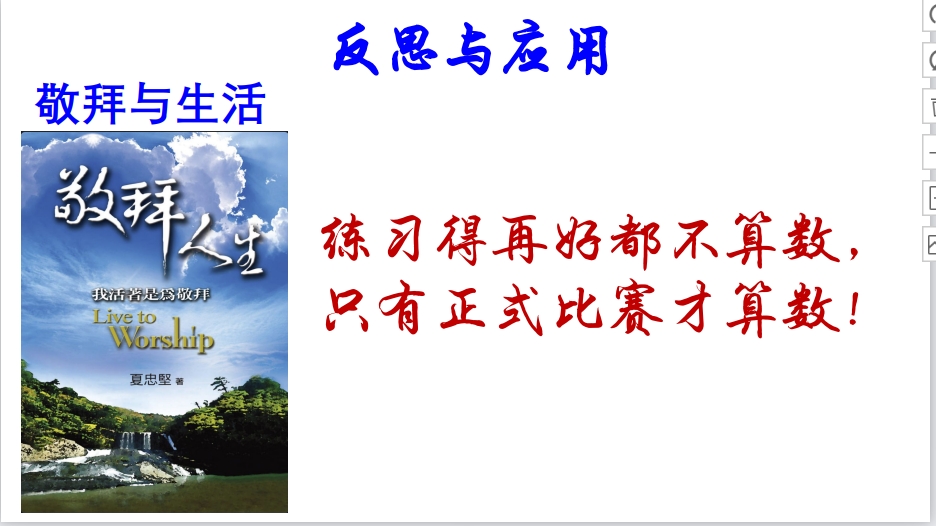 反思与应用
敬拜与生活
敬拜
人生
我活著是為敬拜
Live to
Worship
夏忠堅 著
练习得再好都不算数，
只有正式比赛才算数！